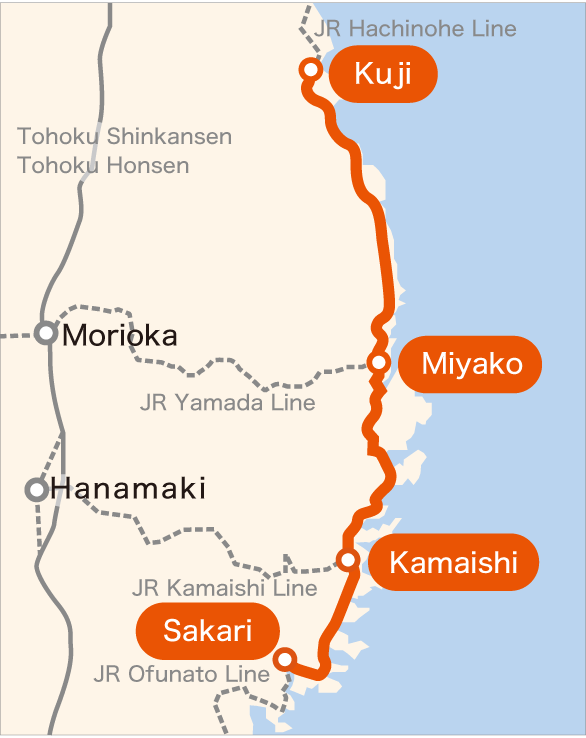 JR Hachinohe Line
Kuji
Tohoku Shinkansen
Tohoku Honsen
Morioka
Miyako
JR Yamada Line
Hanamaki
Kamaishi
JR Kamaishi Line
Sakari
JR Ofunato Line